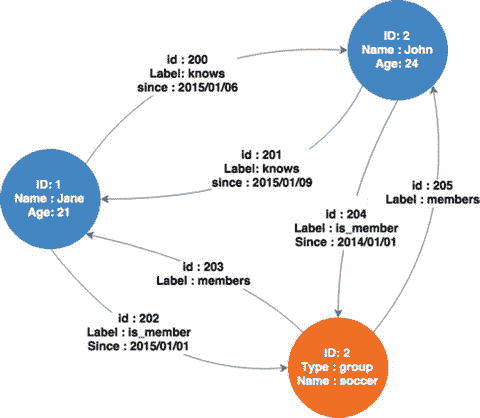 ID: 2
Name : John
Age: 24
id : 200
Label: knows
since : 2015/01/06
id : 201
Label: knows
since : 2015/01/09
id : 205
Label : members
ID: 1
Name : Jane
Age: 21
id : 204
Label : is_member
Since : 2014/01/01
id : 203
Label : members
id : 202
Label : is_member
Since : 2015/01/01
ID: 2
Type : group
Name : soccer